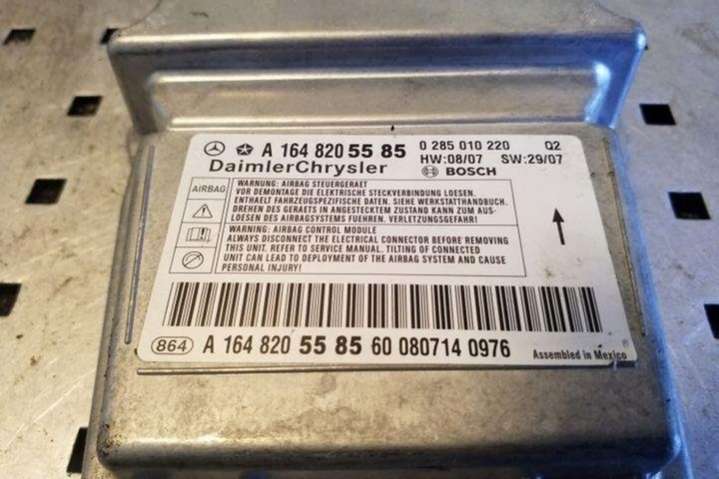 A 164 820 55 85 0 285 010 220 Q2
DaimlerChrysler HW:08/07 SW:29/07
BOSCH
AIRBAG
WARNUNG: AIRBAG STEUERGERAET
VOR DEMONTAGE DIE ELEKTRISCHE STECKVERBINDUNG LOESEN.
ENTHAELT FAHRZEUGSPEZIFISCHE DATEN. SIEHE WERKSTATTHANDBUCH.
DREHEN DES GERAETS IN ANGESTECKTEM ZUSTAND KANN ZUM AUS-
LOESEN DES AIRBAGSYSTEMS FUEHREN. VERLETZUNGSGEFAHR!
WARNING: AIRBAG CONTROL MODULE
ALWAYS DISCONNECT THE ELECTRICAL CONNECTOR BEFORE REMOVING
THIS UNIT. REFER TO SERVICE MANUAL. TILTING OF CONNECTED
UNIT CAN LEAD TO DEPLOYMENT OF THE AIRBAG SYSTEM AND CAUSE
PERSONAL INJURY!
864 A 164 820 55 85 60 080714 0976
Assembled in Mexico